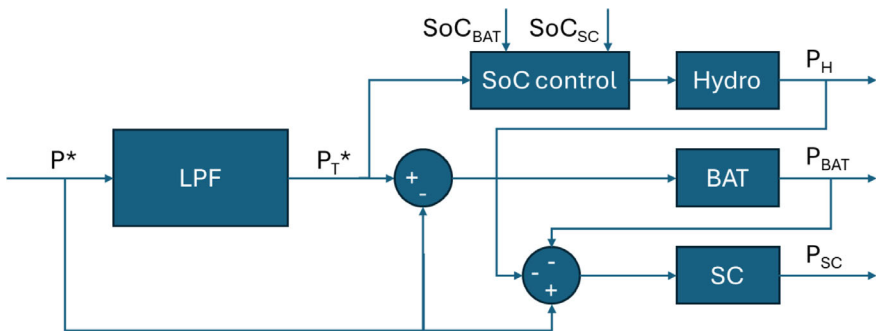 SoC_BAT SoC_SC
SoC control
Hydro
P_H
P*
LPF
P_T*
+
-
BAT
P_BAT
-
-
+
SC
P_SC